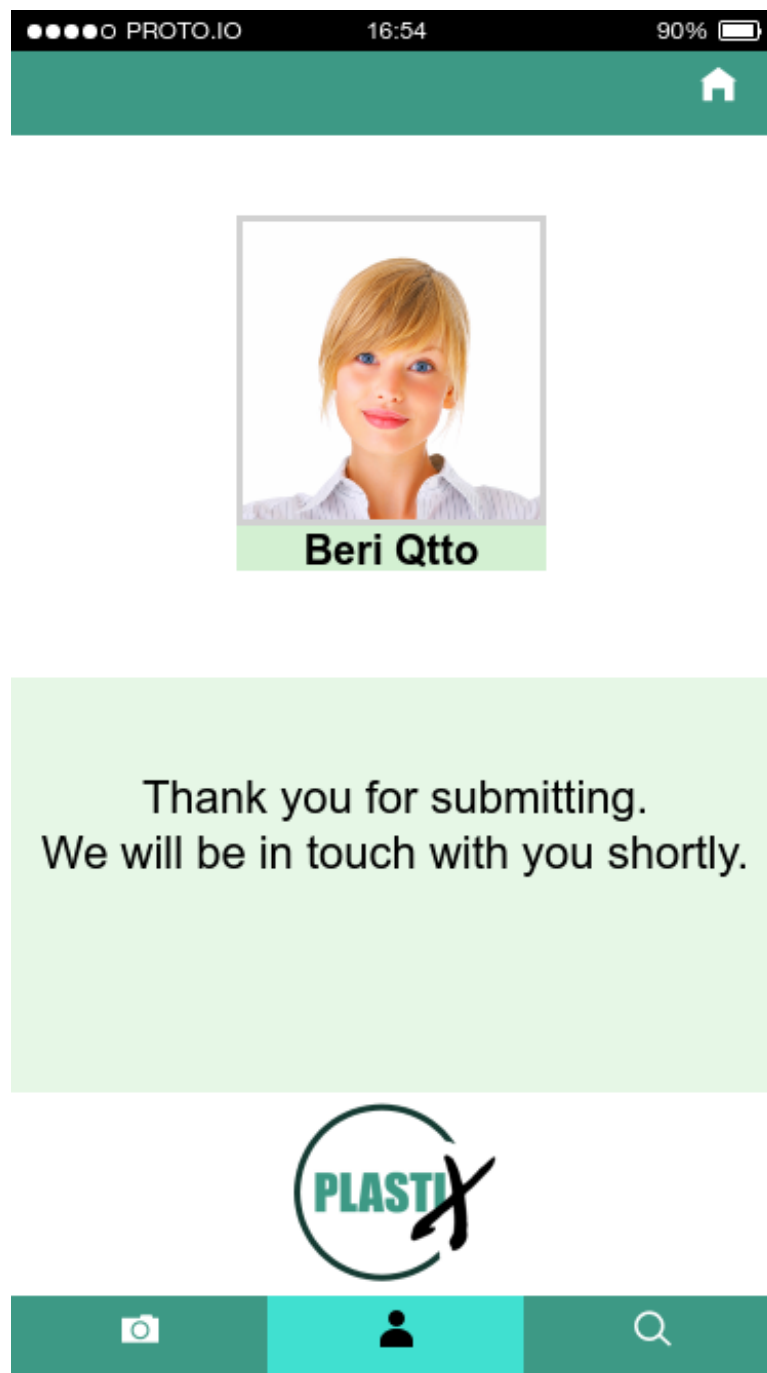 PROTO.IO 16:54 90%
Beri Qtto
Thank you for submitting.
We will be in touch with you shortly.
PLASTIX